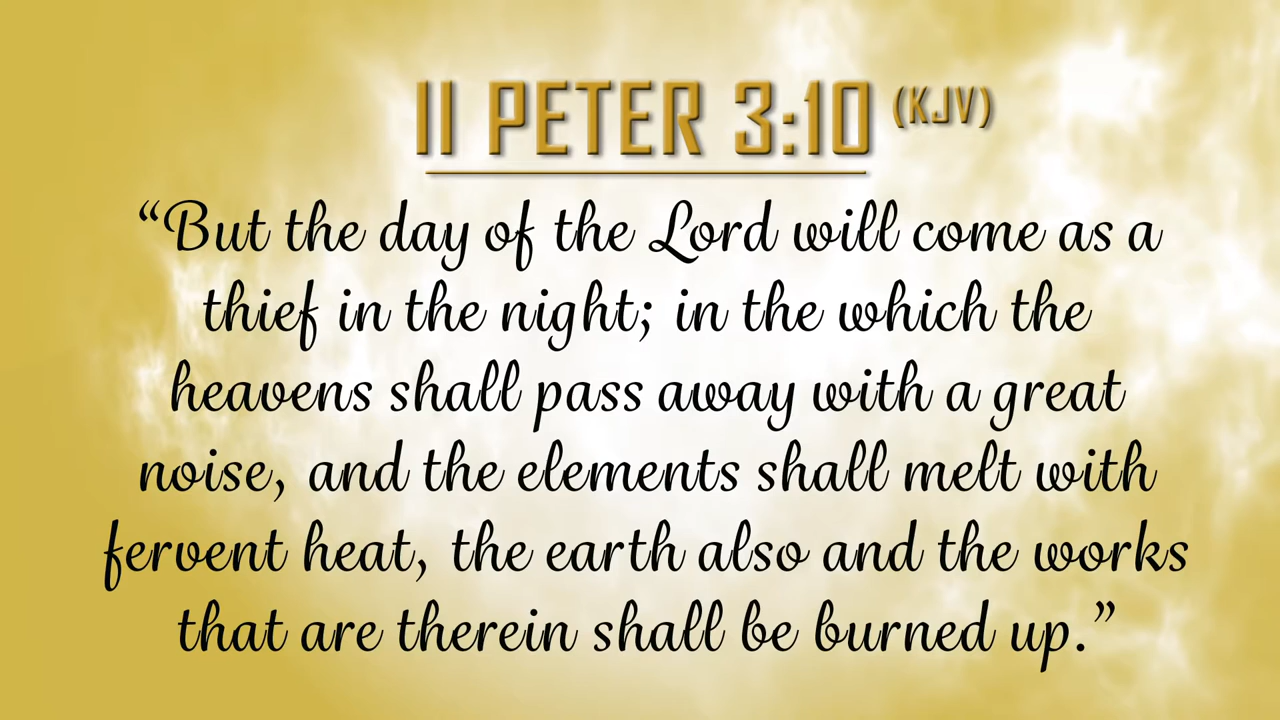 II PETER 3:10 (KJV)
“But the day of the Lord will come as a
thief in the night; in the which the
heavens shall pass away with a great
noise, and the elements shall melt with
fervent heat, the earth also and the works
that are therein shall be burned up.”